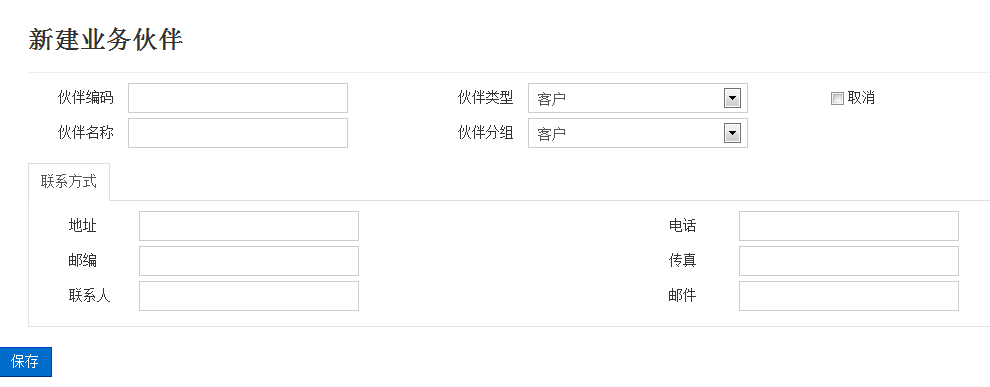 新建业务伙伴
伙伴编码 伙伴类型 客户 取消
伙伴名称 伙伴分组 客户
联系方式
地址 电话
邮编 传真
联系人 邮件
保存